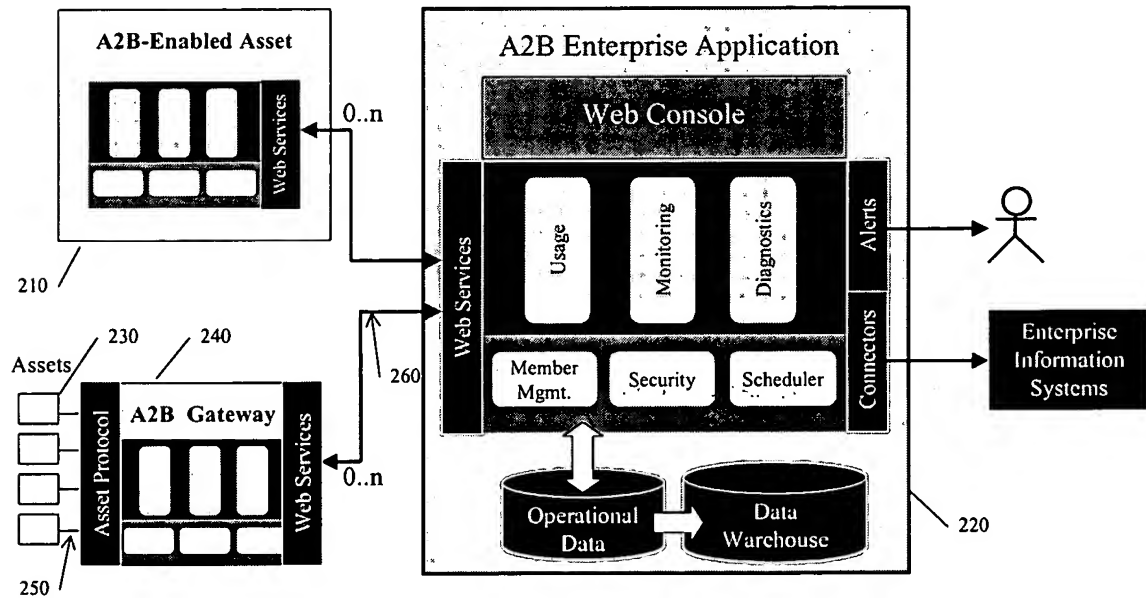 A2B-Enabled Asset
Web Services
0..n
210
Assets
230
240
A2B Gateway
Asset Protocol
Web Services
0..n
250
260
A2B Enterprise Application
Web Console
Web Services
Usage
Monitoring
Diagnostics
Alerts
Connectors
Member
Mgmt.
Security
Scheduler
Operational
Data
Data
Warehouse
220
Enterprise
Information
Systems